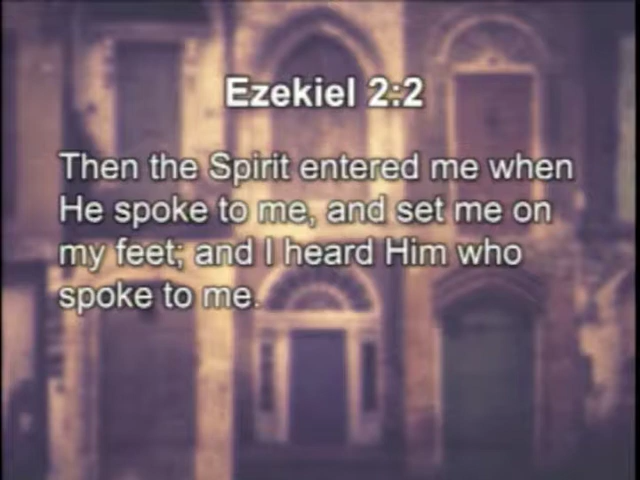 Ezekiel 2:2
Then the Spirit entered me when
He spoke to me, and set me on
my feet; and I heard Him who
spoke to me.